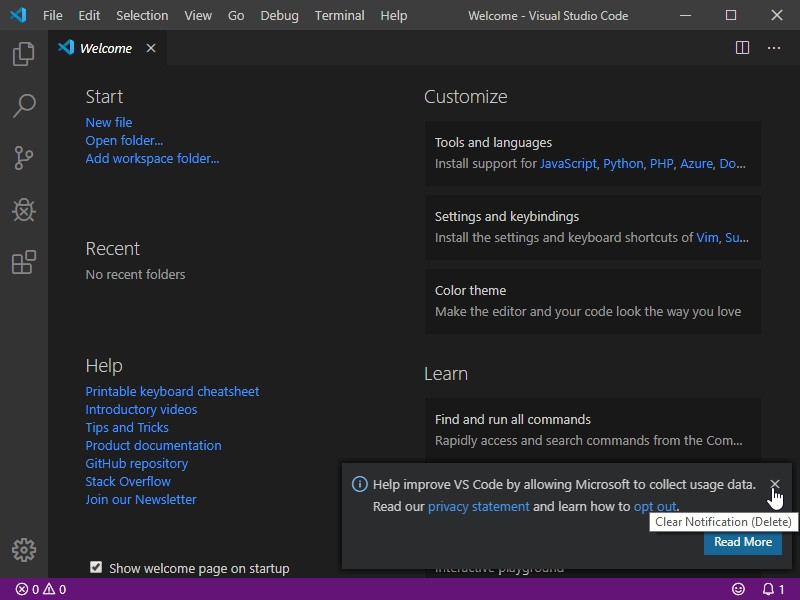 File Edit Selection View Go Debug Terminal Help Welcome - Visual Studio Code
Welcome
Start
New file
Open folder...
Add workspace folder...
Recent
No recent folders
Help
Printable keyboard cheatsheet
Introductory videos
Tips and Tricks
Product documentation
GitHub repository
Stack Overflow
Join our Newsletter
Show welcome page on startup
Customize
Tools and languages
Install support for JavaScript, Python, PHP, Azure, Do...
Settings and keybindings
Install the settings and keyboard shortcuts of Vim, Su...
Color theme
Make the editor and your code look the way you love
Learn
Find and run all commands
Rapidly access and search commands from the Com...
Help improve VS Code by allowing Microsoft to collect usage data.
Read our privacy statement and learn how to opt out.
Clear Notification (Delete)
Read More
Interactive playground
0 0 1